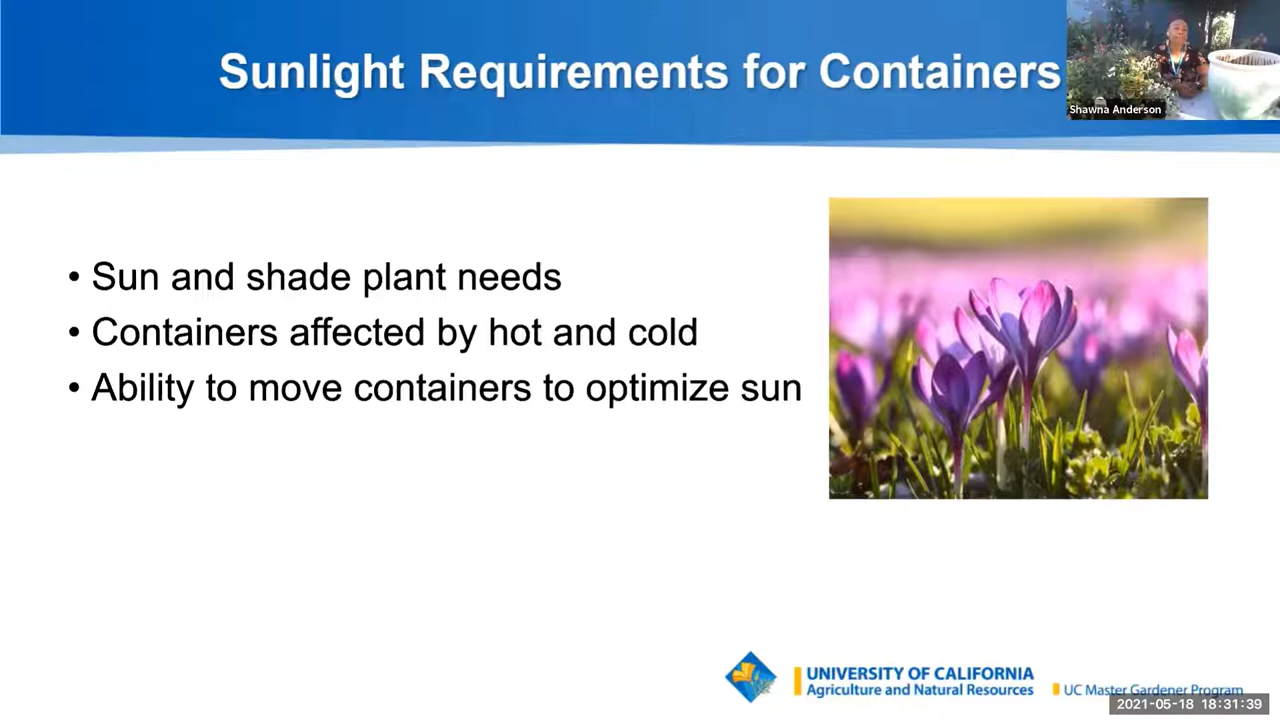 Sunlight Requirements for Containers
Shawna Anderson
• Sun and shade plant needs
• Containers affected by hot and cold
• Ability to move containers to optimize sun
UNIVERSITY OF CALIFORNIA
Agriculture and Natural Resources
UC Master Gardener Program
2021-05-18 18:31:39